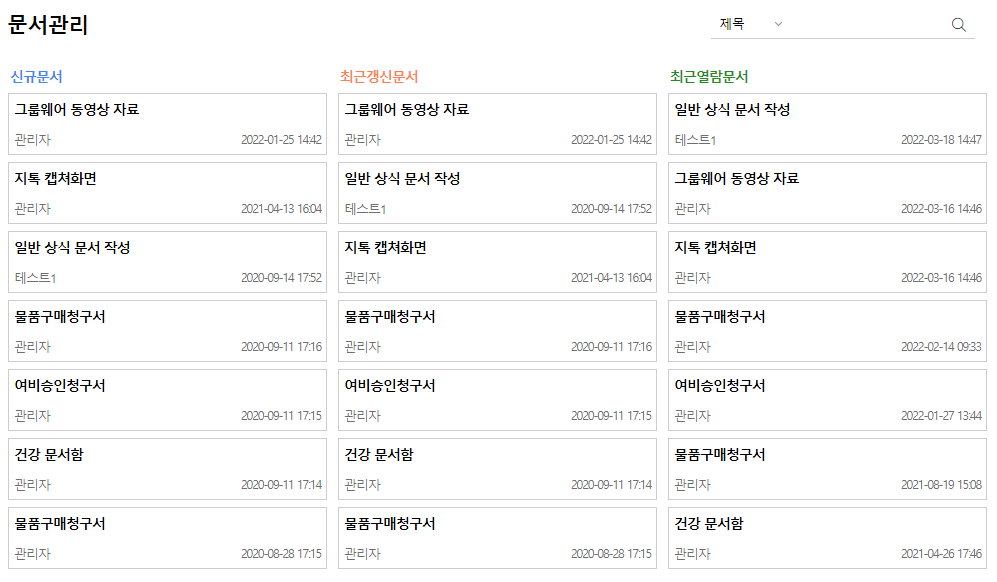 문서관리
제목
신규문서
그룹웨어 동영상 자료
관리자 2022-01-25 14:42
지톡 캡쳐화면
관리자 2021-04-13 16:04
일반 상식 문서 작성
테스트1 2020-09-14 17:52
물품구매청구서
관리자 2020-09-11 17:16
여비승인청구서
관리자 2020-09-11 17:15
건강 문서함
관리자 2020-09-11 17:14
물품구매청구서
관리자 2020-08-28 17:15
최근갱신문서
그룹웨어 동영상 자료
관리자 2022-01-25 14:42
일반 상식 문서 작성
테스트1 2020-09-14 17:52
지톡 캡쳐화면
관리자 2021-04-13 16:04
물품구매청구서
관리자 2020-09-11 17:16
여비승인청구서
관리자 2020-09-11 17:15
건강 문서함
관리자 2020-09-11 17:14
물품구매청구서
관리자 2020-08-28 17:15
최근열람문서
일반 상식 문서 작성
테스트1 2022-03-18 14:47
그룹웨어 동영상 자료
관리자 2022-03-16 14:46
지톡 캡쳐화면
관리자 2022-03-16 14:46
물품구매청구서
관리자 2022-02-14 09:33
여비승인청구서
관리자 2022-01-27 13:44
물품구매청구서
관리자 2021-08-19 15:08
건강 문서함
관리자 2021-04-26 17:46